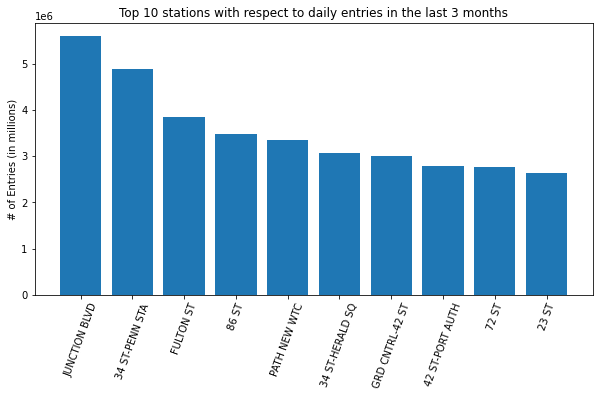 Top 10 stations with respect to daily entries in the last 3 months
1e6
# of Entries (in millions)
5
4
3
2
1
0
JUNCTION BLVD
34 ST-PENN STA
FULTON ST
86 ST
PATH NEW WTC
34 ST-HERALD SQ
GRD CNTRL-42 ST
42 ST-PORT AUTH
72 ST
23 ST